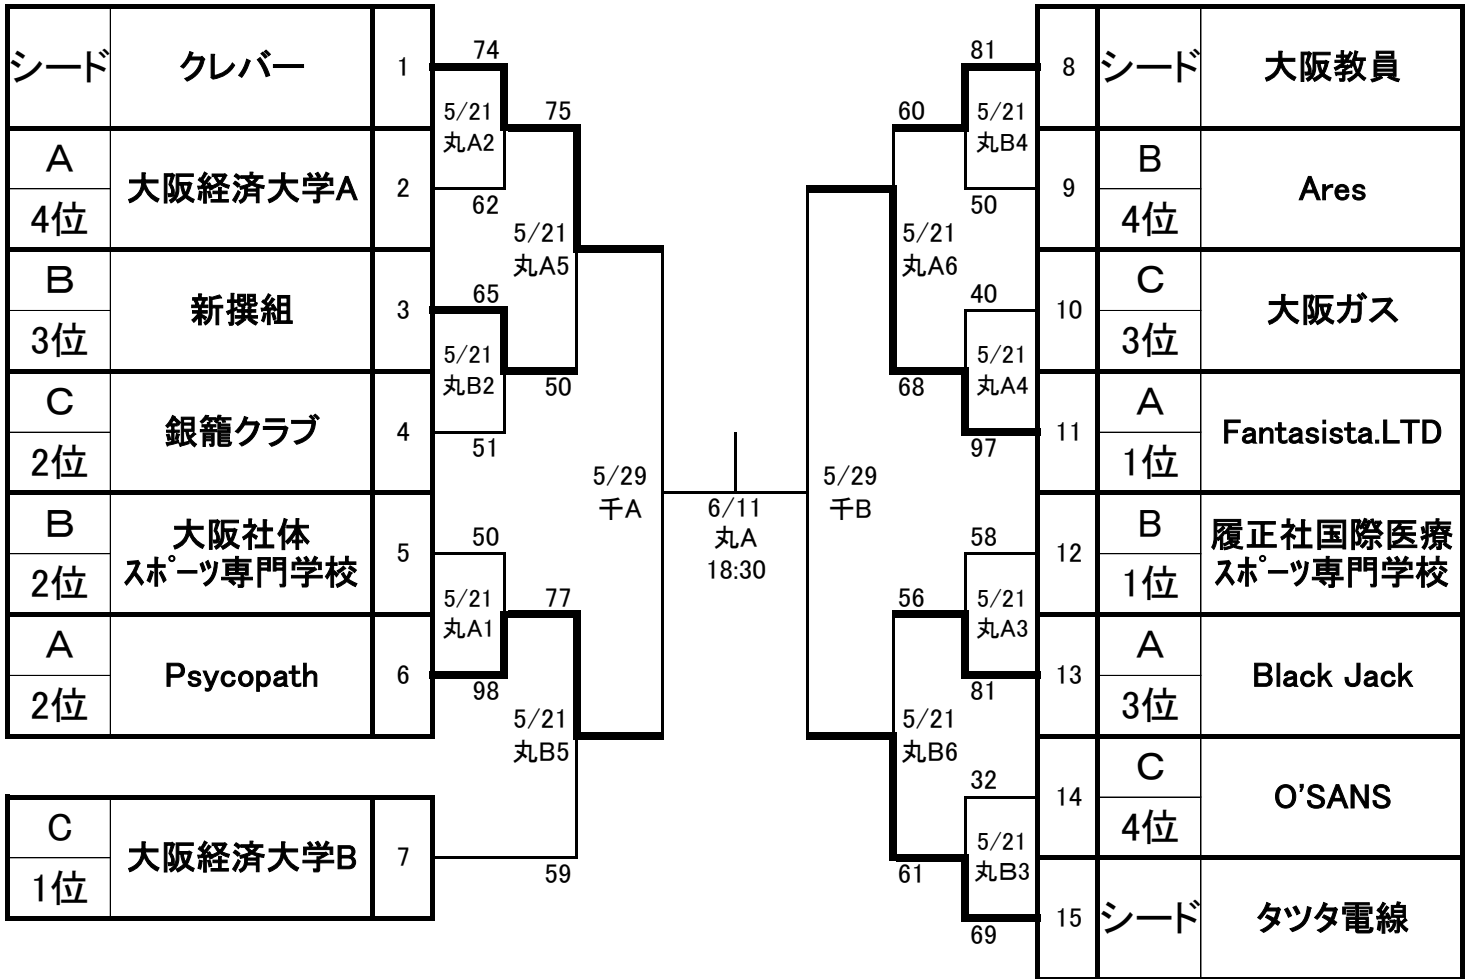 シード
クレバー
1
A
4位
大阪経済大学A
2
B
3位
新撰組
3
C
2位
銀籠クラブ
4
B
2位
大阪社体
スポーツ専門学校
5
A
2位
Psycopath
6
C
1位
大阪経済大学B
7
74
5/21
丸A2
62
65
5/21
丸B2
51
50
5/21
丸A1
98
75
5/21
丸A5
50
77
5/21
丸B5
59
5/29
千A
6/11
丸A
18:30
5/29
千B
60
5/21
丸A6
68
56
5/21
丸B6
61
81
5/21
丸B4
50
40
5/21
丸A4
97
58
5/21
丸A3
81
32
5/21
丸B3
69
8
シード
大阪教員
9
B
4位
Ares
10
C
3位
大阪ガス
11
A
1位
Fantasista.LTD
12
B
1位
履正社国際医療
スポーツ専門学校
13
A
3位
Black Jack
14
C
4位
O'SANS
15
シード
タツタ電線